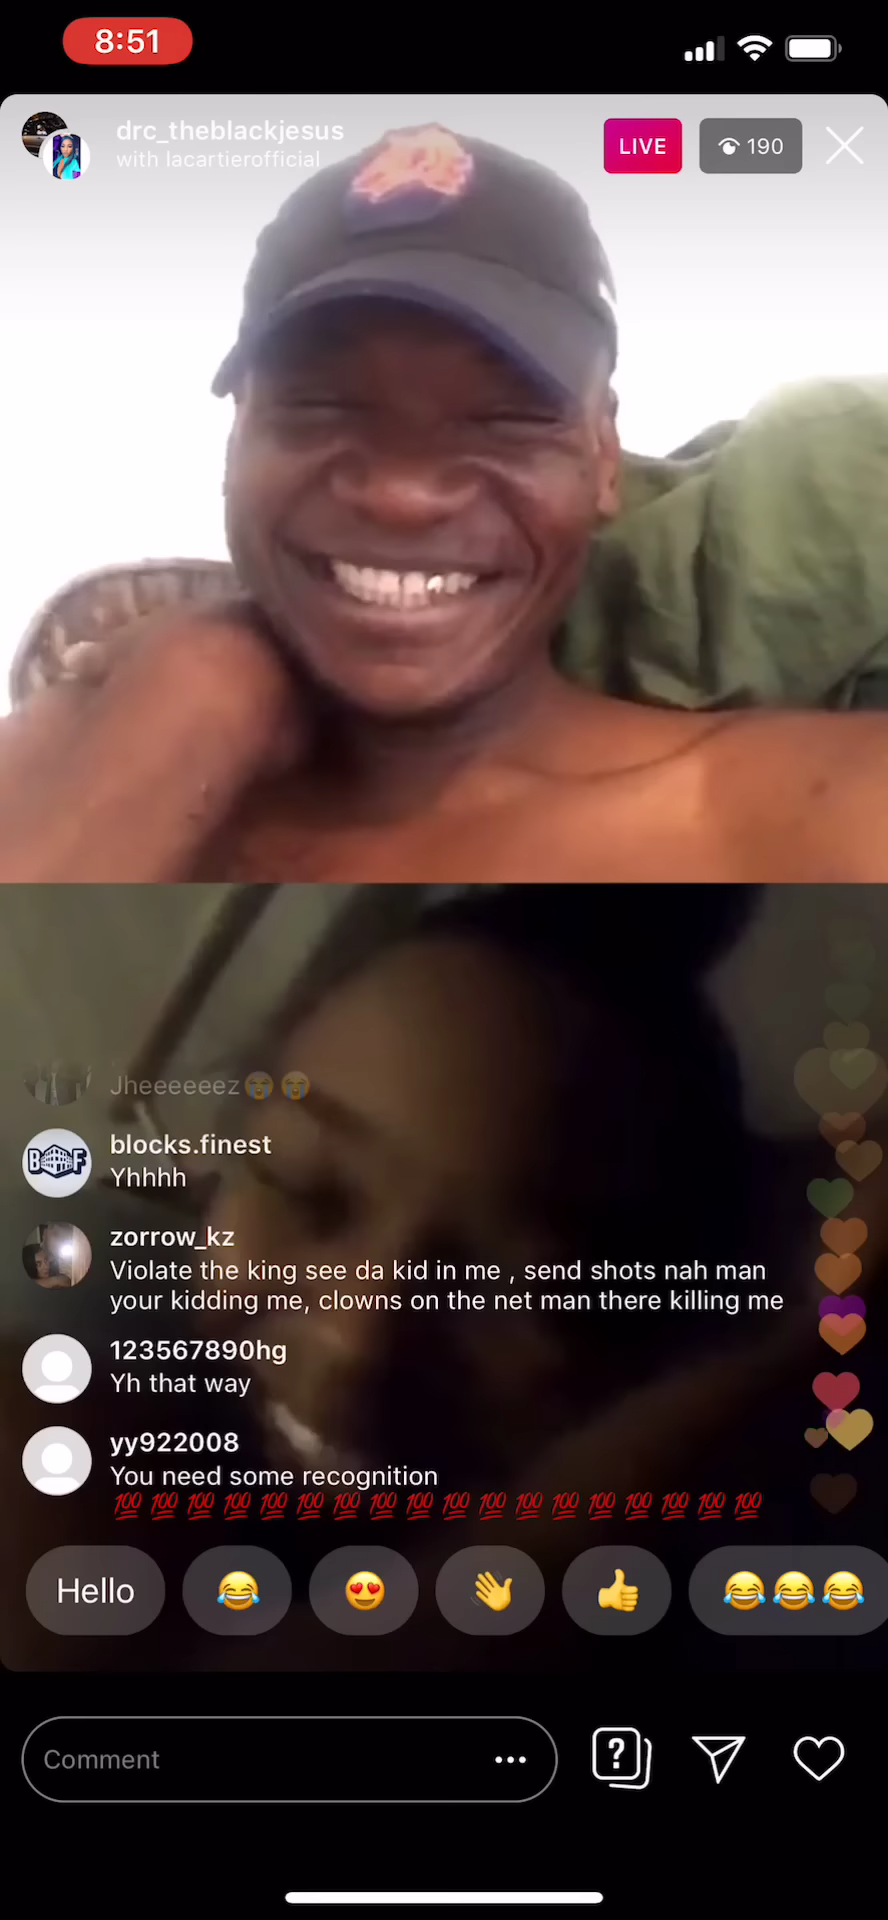 8:51
drc_theblackjesus
with lacartierofficial
LIVE
190
Jheeeeeez😭😭
blocks.finest
B F
Yhhhh
zorrow_kz
Violate the king see da kid in me , send shots nah man
your kidding me, clowns on the net man there killing me
123567890hg
Yh that way
yy922008
You need some recognition
💯💯💯💯💯💯💯💯💯💯💯💯💯💯💯💯💯💯
Hello 😂 😍 👋 👍 😂😂😂
Comment ...
?